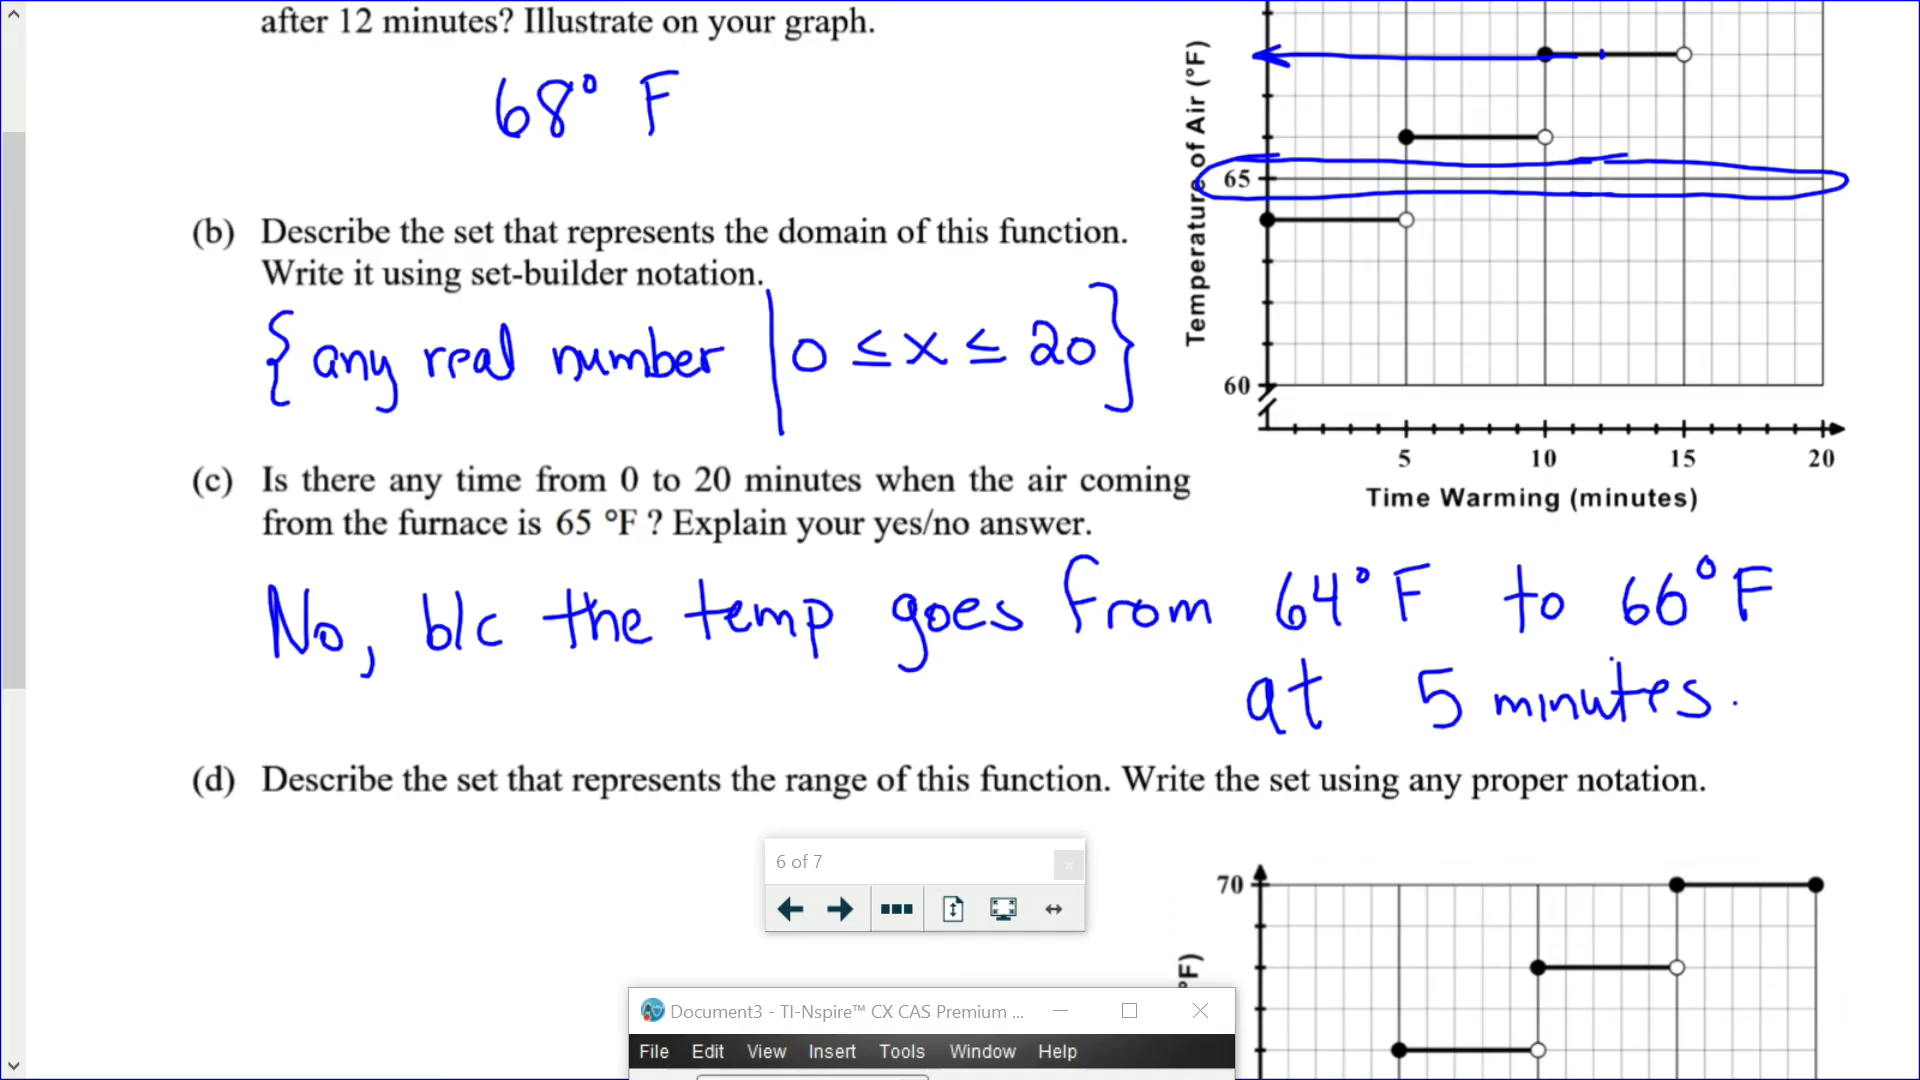 after 12 minutes? Illustrate on your graph.
68° F
(b) Describe the set that represents the domain of this function.
Write it using set-builder notation.
{ any real number | 0 ≤ x ≤ 20 }
(c) Is there any time from 0 to 20 minutes when the air coming
from the furnace is 65 °F ? Explain your yes/no answer.
No, b/c the temp goes from 64° F to 66° F
at 5 minutes.
(d) Describe the set that represents the range of this function. Write the set using any proper notation.
Temperature of Air (°F)
65
60
5 10 15 20
Time Warming (minutes)
6 of 7
70
°F)
Document3 - TI-Nspire™ CX CAS Premium ...
File Edit View Insert Tools Window Help